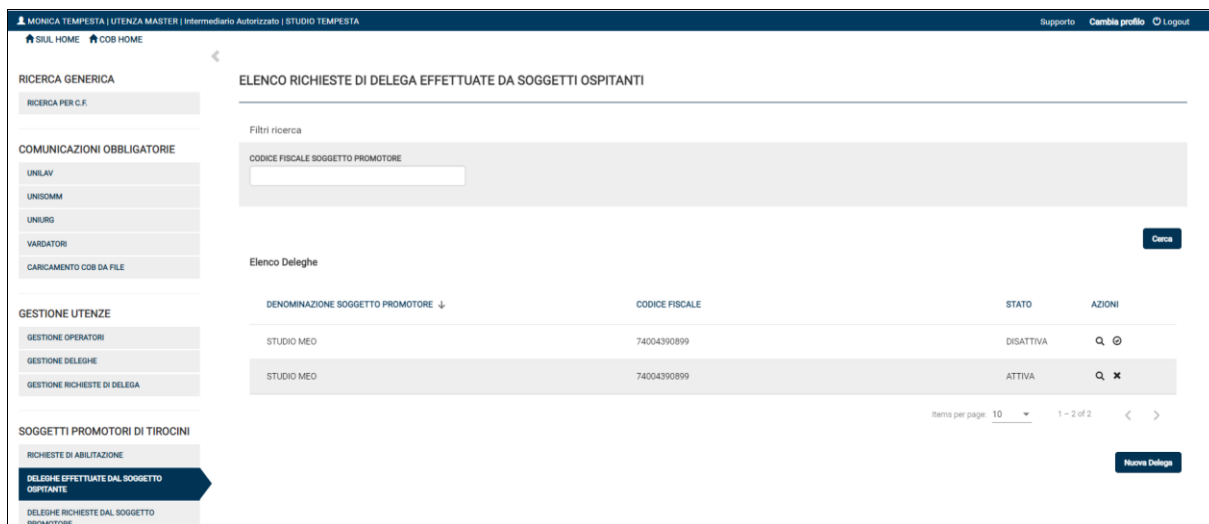 MONICA TEMPESTA | UTENZA MASTER | Intermediario Autorizzato | STUDIO TEMPESTA
Supporto Cambia profilo Logout
SIUL HOME COB HOME
RICERCA GENERICA
RICERCA PER C.F.
COMUNICAZIONI OBBLIGATORIE
UNILAV
UNISOMM
UNIURG
VARDATORI
CARICAMENTO COB DA FILE
GESTIONE UTENZE
GESTIONE OPERATORI
GESTIONE DELEGHE
GESTIONE RICHIESTE DI DELEGA
SOGGETTI PROMOTORI DI TIROCINI
RICHIESTE DI ABILITAZIONE
DELEGHE EFFETTUATE DAL SOGGETTO
OSPITANTE
DELEGHE RICHIESTE DAL SOGGETTO
PROMOTORE
ELENCO RICHIESTE DI DELEGA EFFETTUATE DA SOGGETTI OSPITANTI
Filtri ricerca
CODICE FISCALE SOGGETTO PROMOTORE
Cerca
Elenco Deleghe
DENOMINAZIONE SOGGETTO PROMOTORE CODICE FISCALE STATO AZIONI
STUDIO MEO 74004390899 DISATTIVA
STUDIO MEO 74004390899 ATTIVA
Items per page: 10 1 – 2 of 2
Nuova Delega